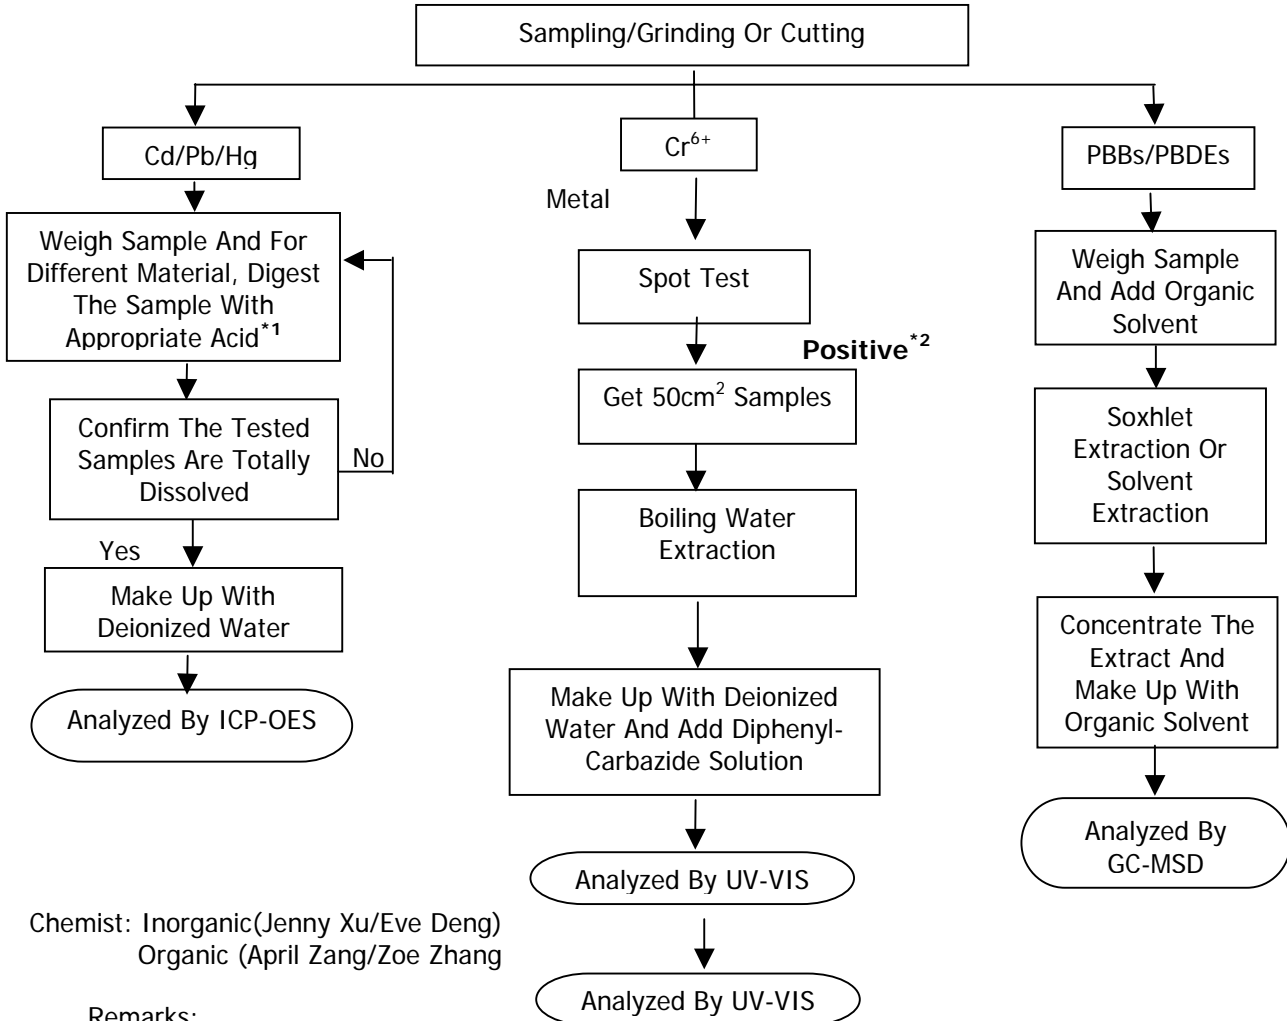 Sampling/Grinding Or Cutting
Cd/Pb/Hg
Weigh Sample And For
Different Material, Digest
The Sample With
Appropriate Acid*1
Confirm The Tested
Samples Are Totally
Dissolved
No
Yes
Make Up With
Deionized Water
Analyzed By ICP-OES
Cr6+
Metal
Spot Test
Positive*2
Get 50cm2 Samples
Boiling Water
Extraction
Make Up With Deionized
Water And Add Diphenyl-
Carbazide Solution
Analyzed By UV-VIS
Analyzed By UV-VIS
PBBs/PBDEs
Weigh Sample
And Add Organic
Solvent
Soxhlet
Extraction Or
Solvent
Extraction
Concentrate The
Extract And
Make Up With
Organic Solvent
Analyzed By
GC-MSD
Chemist: Inorganic(Jenny Xu/Eve Deng)
Organic (April Zang/Zoe Zhang
Remarks: